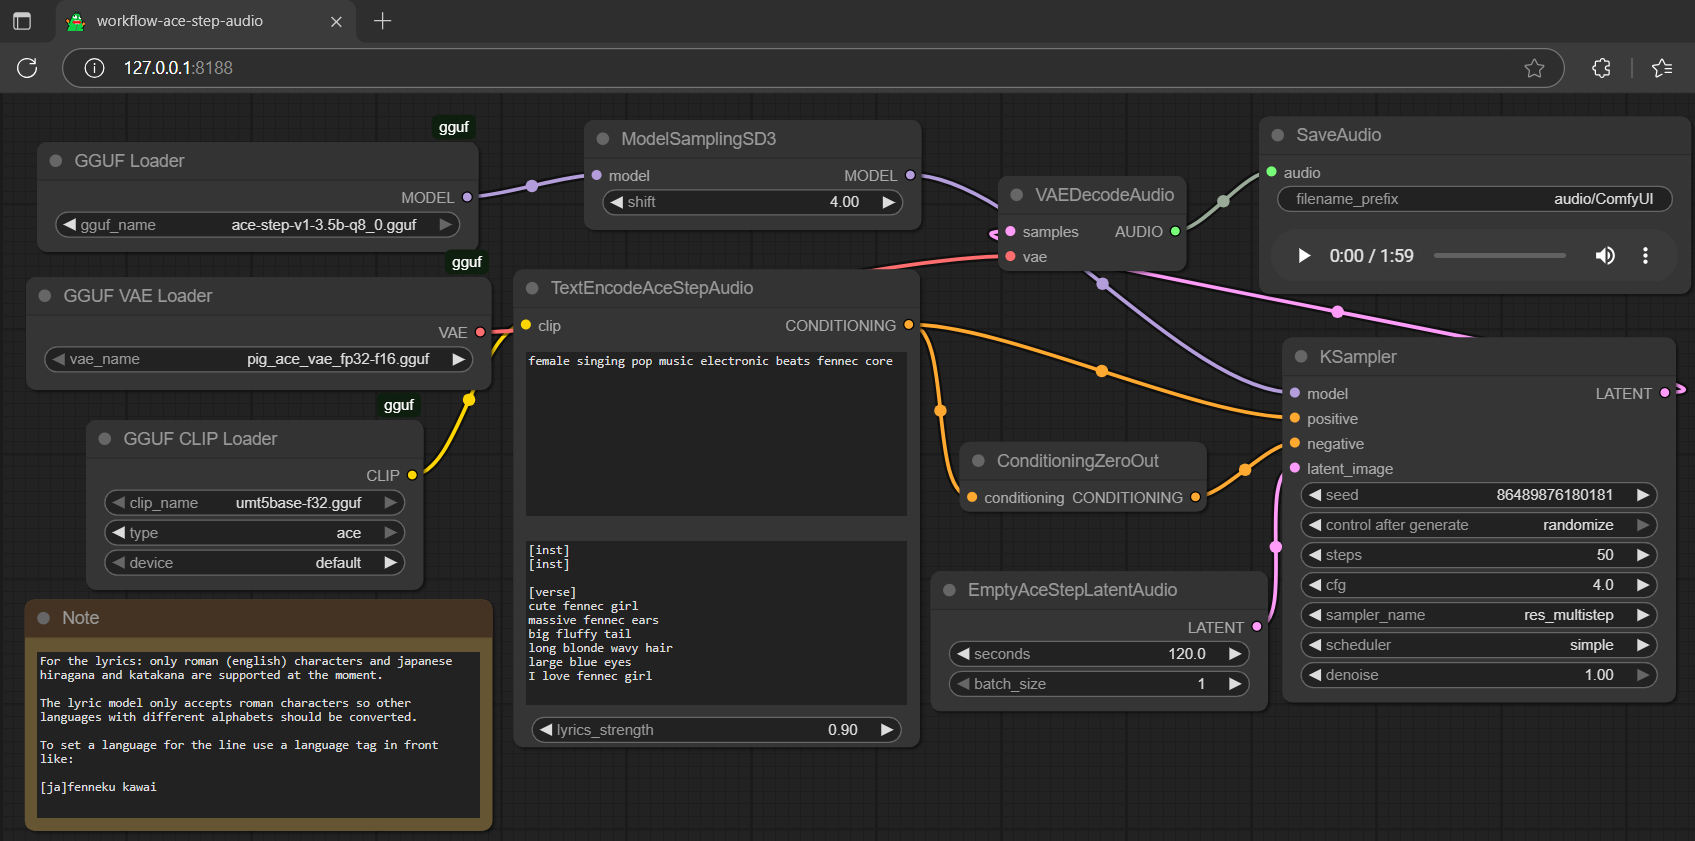 workflow-ace-step-audio
127.0.0.1:8188
gguf
GGUF Loader
MODEL
gguf_name ace-step-v1-3.5b-q8_0.gguf
gguf
GGUF VAE Loader
VAE
vae_name pig_ace_vae_fp32-f16.gguf
gguf
GGUF CLIP Loader
CLIP
clip_name umt5base-f32.gguf
type ace
device default
Note
For the lyrics: only roman (english) characters and japanese
hiragana and katakana are supported at the moment.
The lyric model only accepts roman characters so other
languages with different alphabets should be converted.
To set a language for the line use a language tag in front
like:
[ja]fenneku kawai
ModelSamplingSD3
model MODEL
shift 4.00
TextEncodeAceStepAudio
clip CONDITIONING
female singing pop music electronic beats fennec core
[inst]
[inst]
[verse]
cute fennec girl
massive fennec ears
big fluffy tail
long blonde wavy hair
large blue eyes
I love fennec girl
lyrics_strength 0.90
VAEDecodeAudio
samples AUDIO
vae
ConditioningZeroOut
conditioning CONDITIONING
EmptyAceStepLatentAudio
LATENT
seconds 120.0
batch_size 1
SaveAudio
audio
filename_prefix audio/ComfyUI
0:00 / 1:59
KSampler
model LATENT
positive
negative
latent_image
seed 86489876180181
control after generate randomize
steps 50
cfg 4.0
sampler_name res_multistep
scheduler simple
denoise 1.00